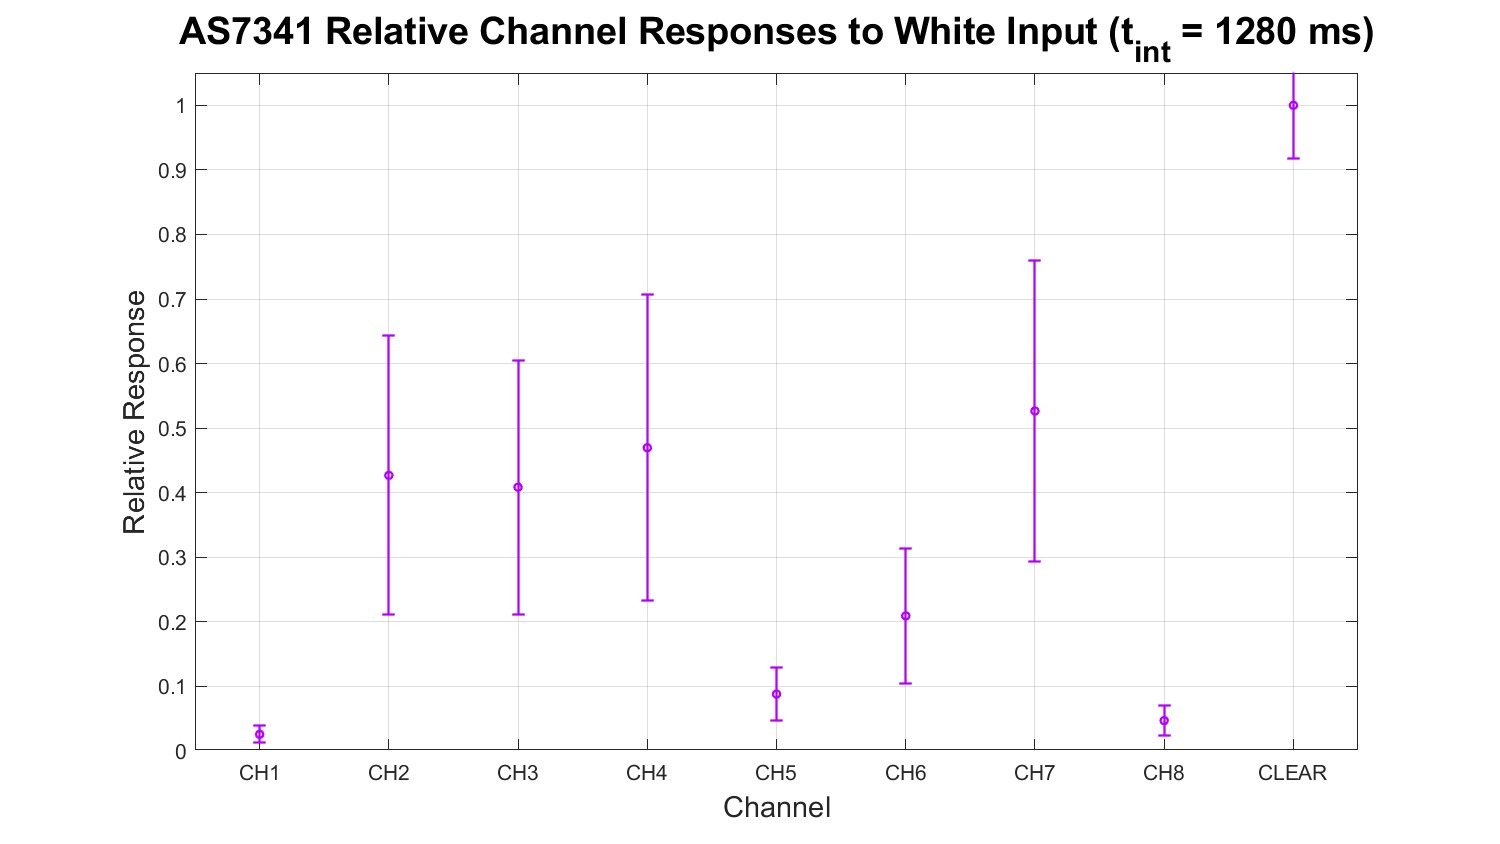 AS7341 Relative Channel Responses to White Input (t_int = 1280 ms)
1
0.9
0.8
0.7
0.6
0.5
0.4
0.3
0.2
0.1
0
Relative Response
CH1 CH2 CH3 CH4 CH5 CH6 CH7 CH8 CLEAR
Channel